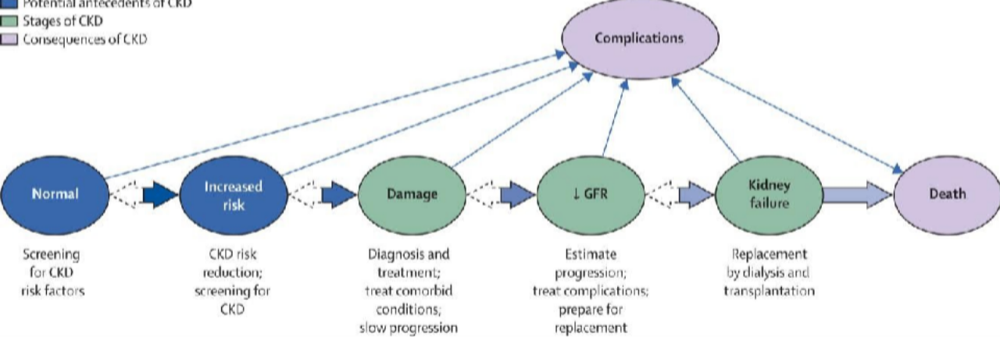 Potential antecedents of CKD
Stages of CKD
Consequences of CKD
Complications
Normal
Increased
risk
Damage
↓ GFR
Kidney
failure
Death
Screening
for CKD
risk factors
CKD risk
reduction;
screening for
CKD
Diagnosis and
treatment;
treat comorbid
conditions;
slow progression
Estimate
progression;
treat complications;
prepare for
replacement
Replacement
by dialysis and
transplantation